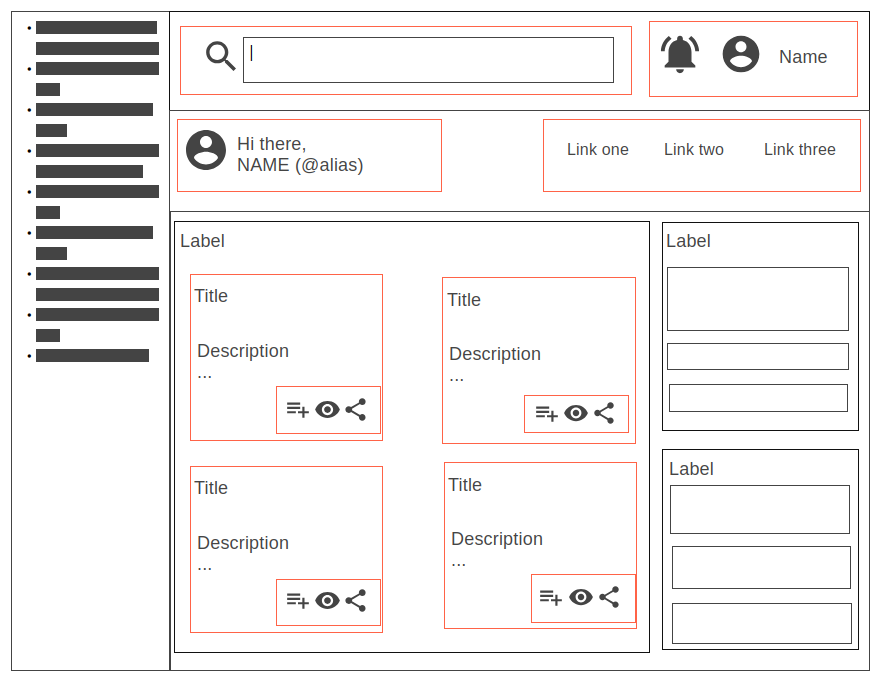 Name
Hi there,
NAME (@alias)
Link one Link two Link three
Label
Title
Description
...
Title
Description
...
Title
Description
...
Title
Description
...
Label
Label